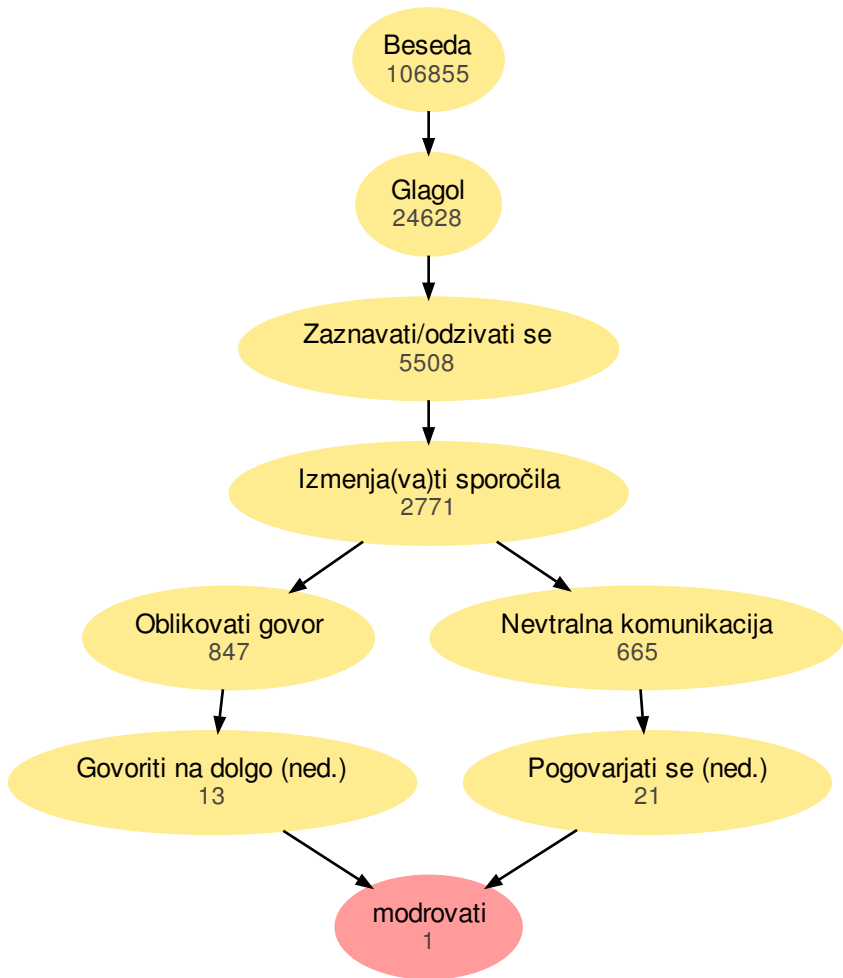 Beseda
106855
Glagol
24628
Zaznavati/odzivati se
5508
Izmenja(va)ti sporočila
2771
Oblikovati govor
847
Nevtralna komunikacija
665
Govoriti na dolgo (ned.)
13
Pogovarjati se (ned.)
21
modrovati
1